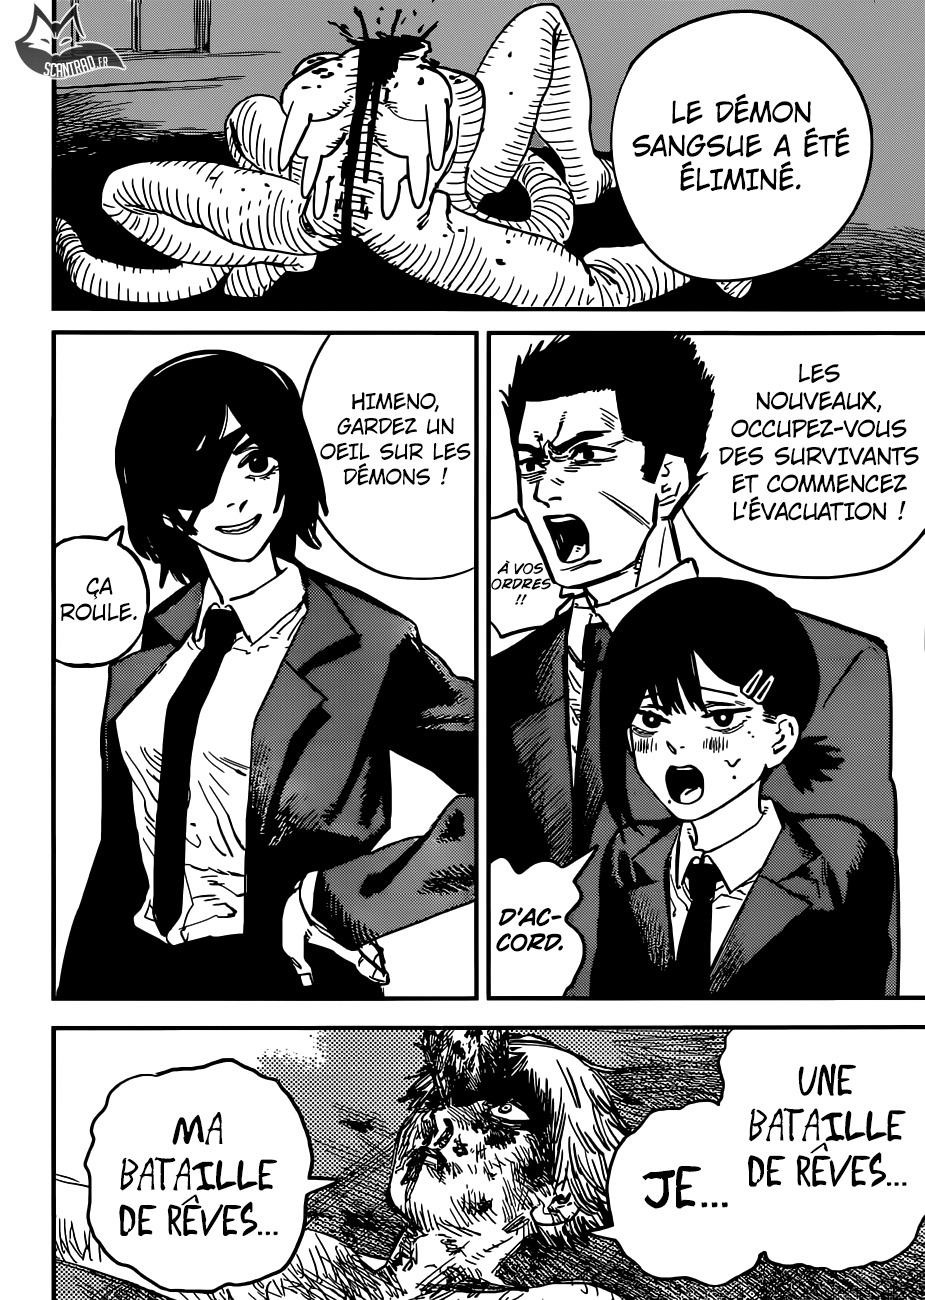 SCANTRAD.FR
LE DÉMON
SANGSUE A ÉTÉ
ÉLIMINÉ.
LES
NOUVEAUX,
OCCUPEZ-VOUS
DES SURVIVANTS
ET COMMENCEZ
L'ÉVACUATION !
À VOS
ORDRES
!!
D'AC-
CORD.
HIMENO,
GARDEZ UN
OEIL SUR LES
DÉMONS !
ÇA
ROULE.
UNE
BATAILLE
DE RÊVES...
JE...
MA
BATAILLE
DE RÊVES...